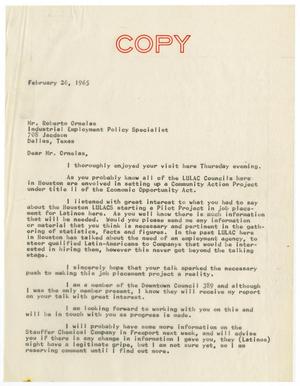 COPY
February 26, 1965
Mr. Roberto Ornelas
Industrial Employment Policy Specialist
708 Jackson
Dallas, Texas
Dear Mr. Ornelas,
I thoroughly enjoyed your visit here Thursday evening.
As you probably know all of the LULAC Councils here
in Houston are envolved in setting up a Community Action Project
under title II of the Economic Opportunity Act.
I listened with great interest to what you had to say
about the Houston LULACS starting a Pilot Project in job place-
ment for Latinos here. As you well know there is such information
that will be needed. Would you please send me any information
or material that you think is necessary and pertinent in the gath-
ering of statistics, facts and figures. In the past LULAC here
in Houston has talked about the need of an employment agency, to
steer qualified Latin-Americans to Companys that would be interested
in hiring them, however this never got beyond the talking
stage.
I sincerely hope that your talk sparked the necessary
push to making this job placement project a reality.
I am a member of the Downtown Council 389 and although
I was the only member present, I know they will receive my report
on your talk with great interest.
I am looking forward to working with you on this and
will be in touch with you as progress is made.
I will probably have some more information on the
Stauffer Chemical Company in Freeport next week, and will advise
you if there is any change in information I gave you, they (Latinos)
might have a legitimate gripe, but I am not sure yet, so I am
reserving comment until I find out more.